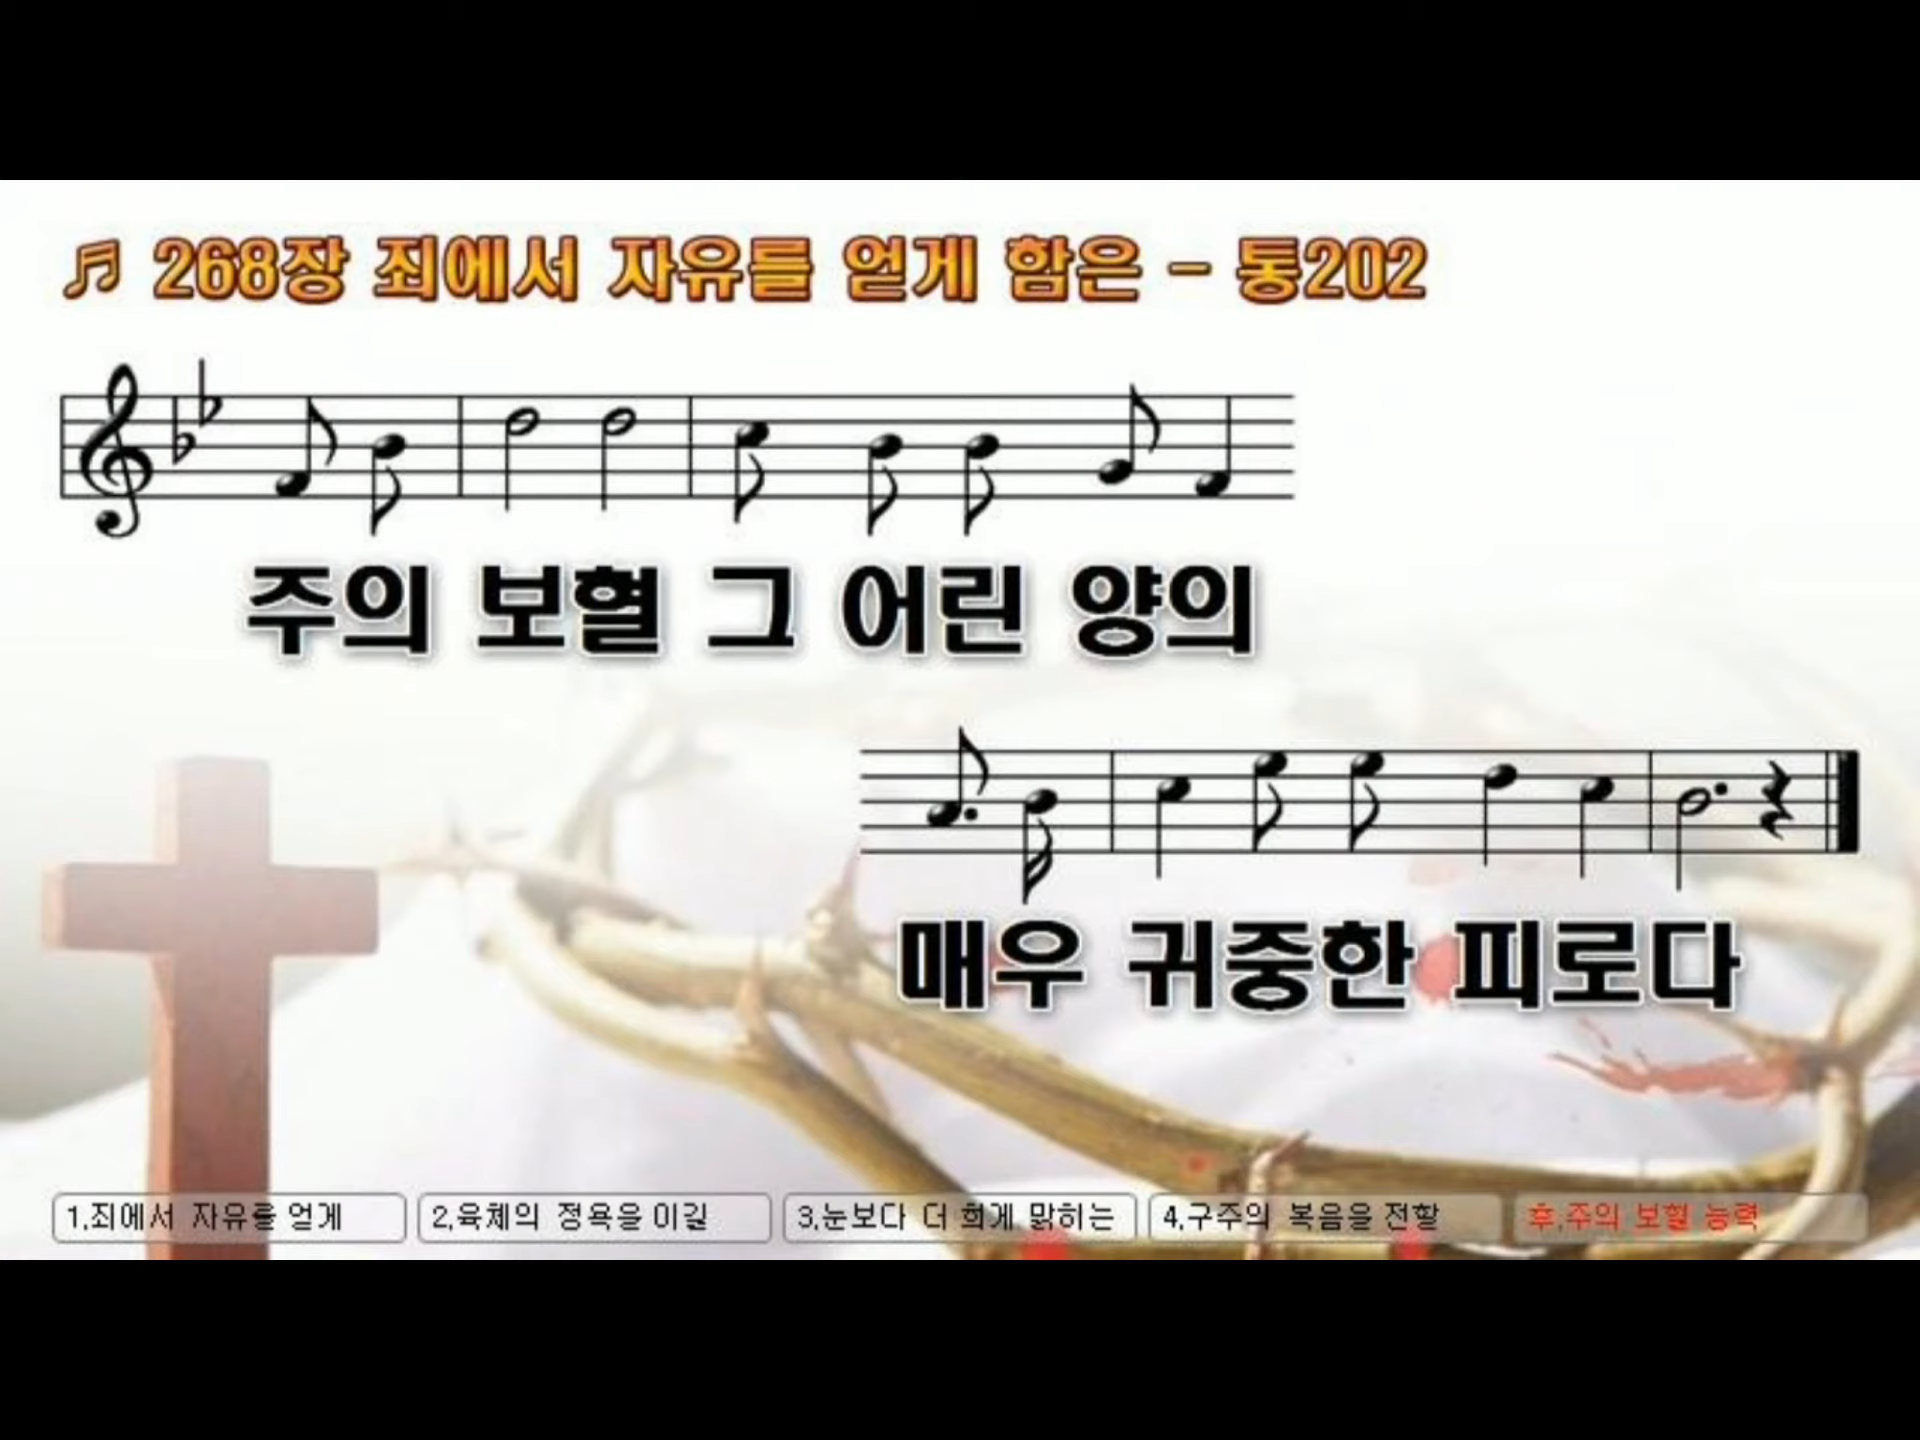 268장 죄에서 자유를 얻게 함은 - 통202
주의 보혈 그 어린 양의
매우 귀중한 피로다
1.죄에서 자유를 얻게
2.육체의 정욕을 이길
3.눈보다 더 희게 맑히는
4.구주의 복음을 전할
후.주의 보혈 능력